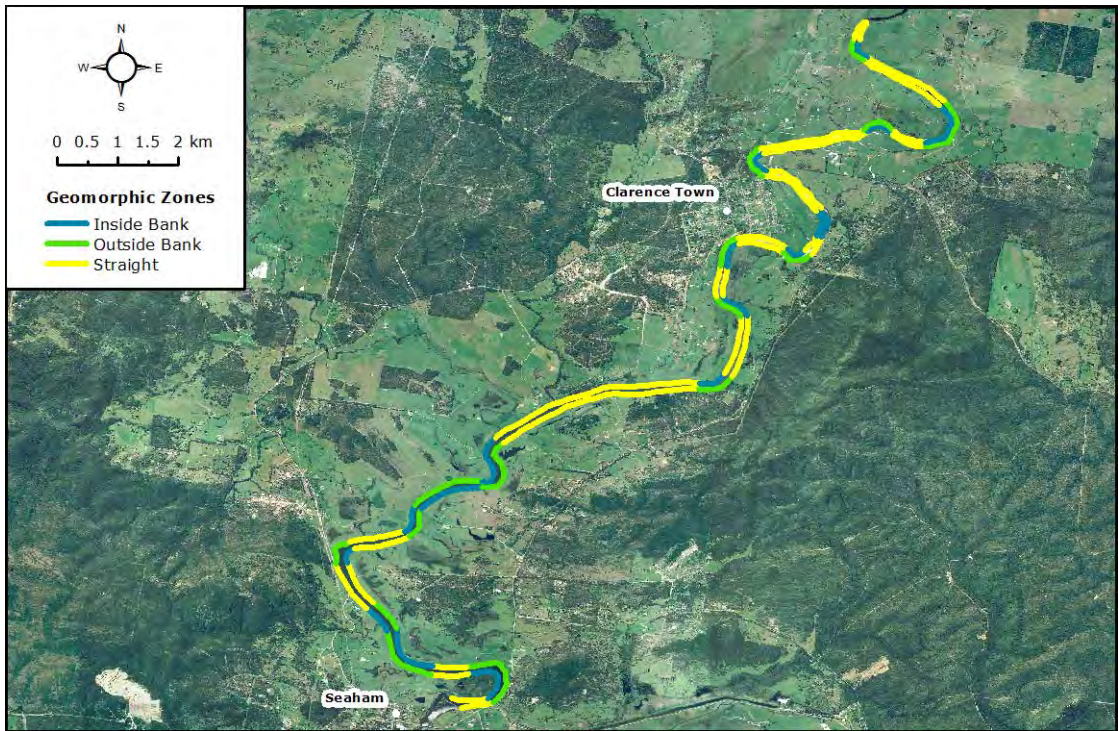 N
W E
S
0 0.5 1 1.5 2 km
Geomorphic Zones
Inside Bank
Outside Bank
Straight
Clarence Town
Seaham